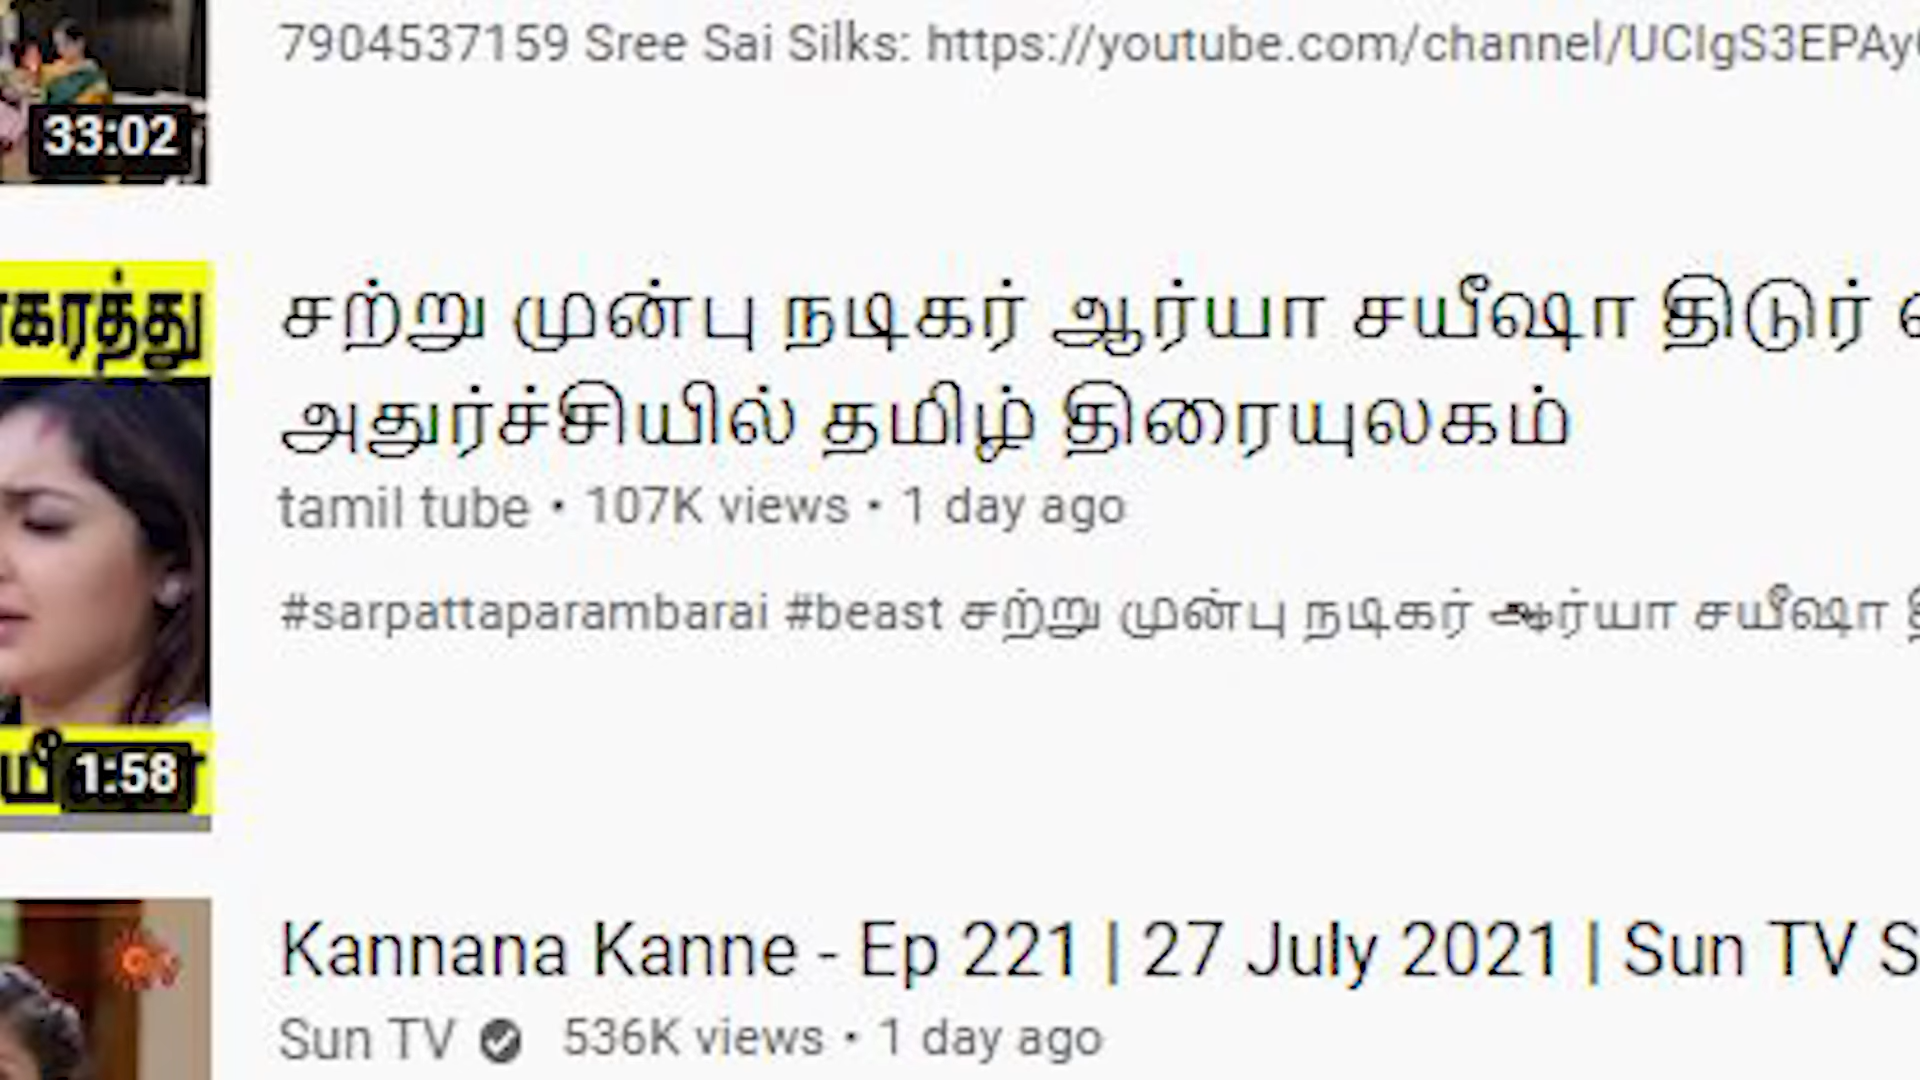 7904537159 Sree Sai Silks: https://youtube.com/channel/UCIgS3EPAy
33:02
கரத்து
சற்று முன்பு நடிகர் ஆர்யா சயீஷா திடுர்
அதுர்ச்சியில் தமிழ் திரையுலகம்
tamil tube • 107K views • 1 day ago
#sarpattaparambarai #beast சற்று முன்பு நடிகர் ஆர்யா சயீஷா
யீ
1:58
Kannana Kanne - Ep 221 | 27 July 2021 | Sun TV S
Sun TV 536K views • 1 day ago